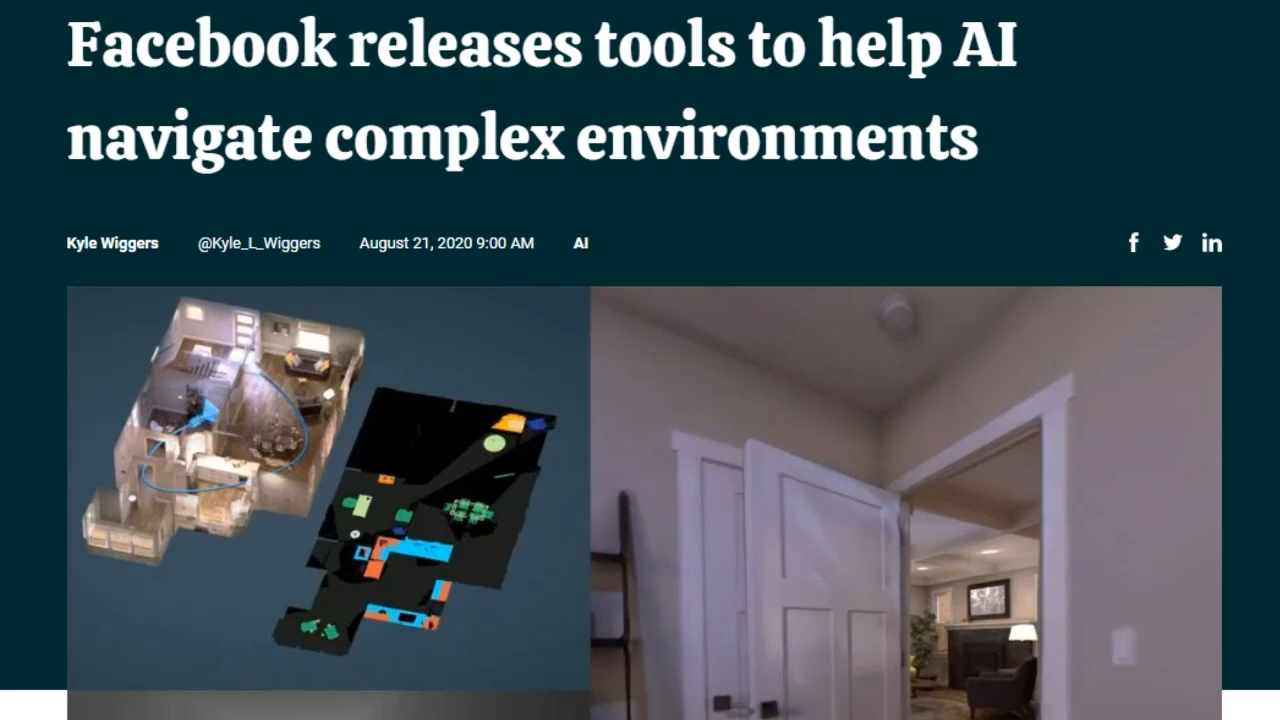 Facebook releases tools to help AI
navigate complex environments
Kyle Wiggers @Kyle_L_Wiggers August 21, 2020 9:00 AM AI